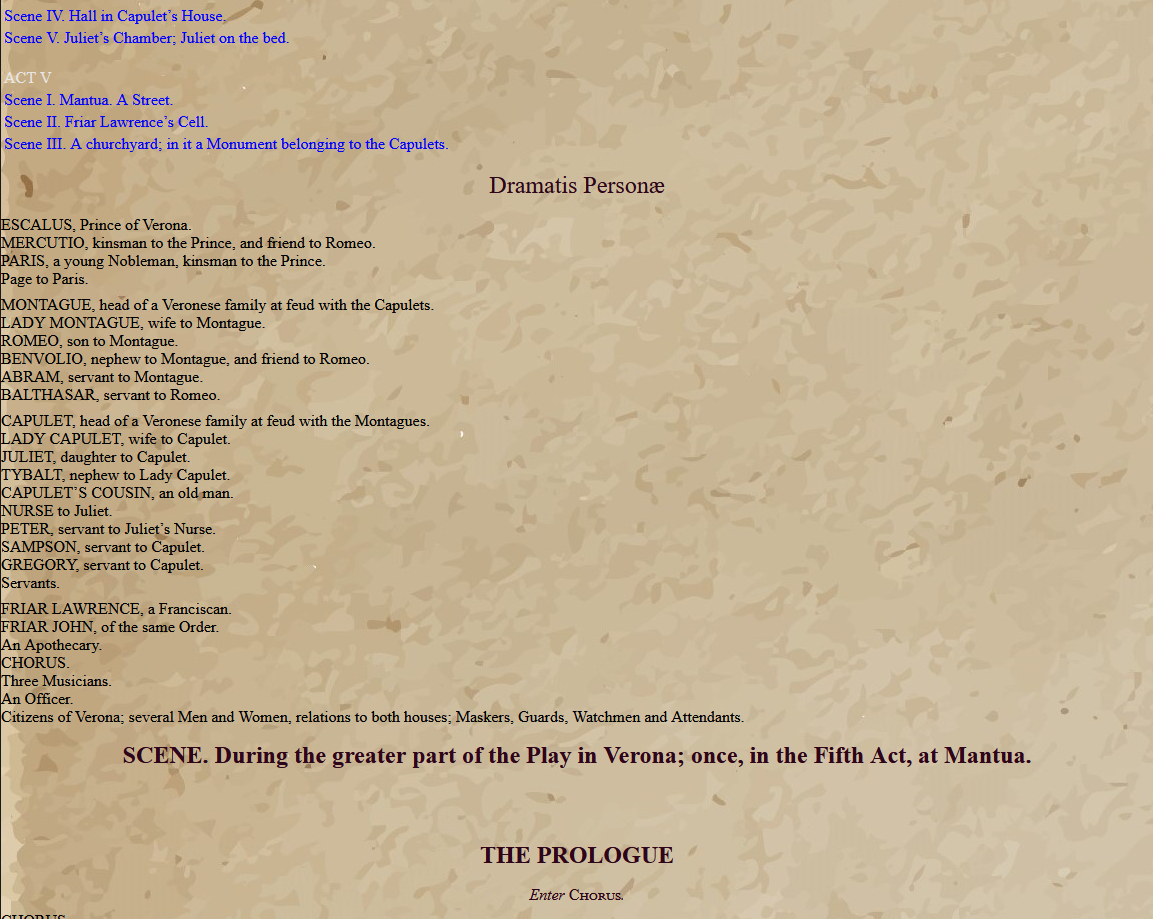 Scene IV. Hall in Capulet’s House.
Scene V. Juliet’s Chamber; Juliet on the bed.
ACT V
Scene I. Mantua. A Street.
Scene II. Friar Lawrence’s Cell.
Scene III. A churchyard; in it a Monument belonging to the Capulets.
Dramatis Personæ
ESCALUS, Prince of Verona.
MERCUTIO, kinsman to the Prince, and friend to Romeo.
PARIS, a young Nobleman, kinsman to the Prince.
Page to Paris.
MONTAGUE, head of a Veronese family at feud with the Capulets.
LADY MONTAGUE, wife to Montague.
ROMEO, son to Montague.
BENVOLIO, nephew to Montague, and friend to Romeo.
ABRAM, servant to Montague.
BALTHASAR, servant to Romeo.
CAPULET, head of a Veronese family at feud with the Montagues.
LADY CAPULET, wife to Capulet.
JULIET, daughter to Capulet.
TYBALT, nephew to Lady Capulet.
CAPULET’S COUSIN, an old man.
NURSE to Juliet.
PETER, servant to Juliet’s Nurse.
SAMPSON, servant to Capulet.
GREGORY, servant to Capulet.
Servants.
FRIAR LAWRENCE, a Franciscan.
FRIAR JOHN, of the same Order.
An Apothecary.
CHORUS.
Three Musicians.
An Officer.
Citizens of Verona; several Men and Women, relations to both houses; Maskers, Guards, Watchmen and Attendants.
SCENE. During the greater part of the Play in Verona; once, in the Fifth Act, at Mantua.
THE PROLOGUE
Enter Chorus.
CHORUS.